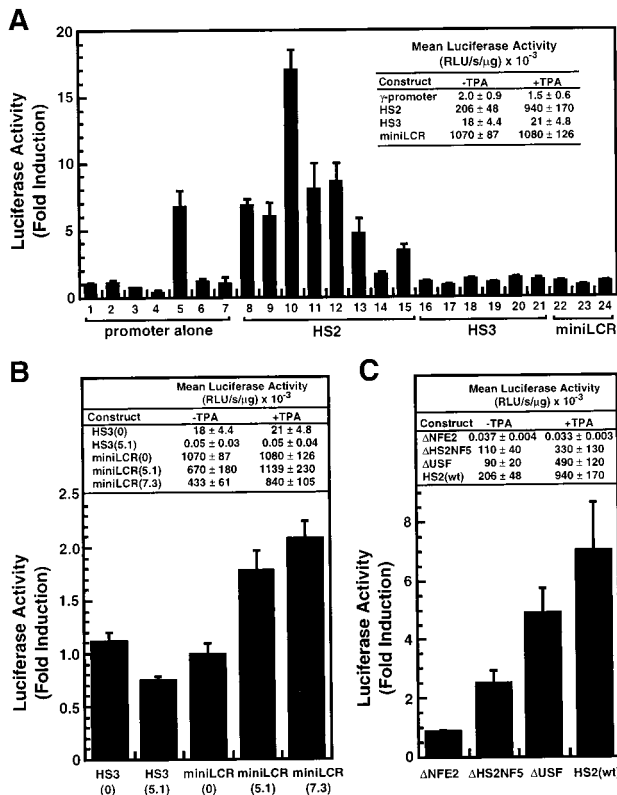 A
Luciferase Activity
(Fold Induction)
20
15
10
5
0
Mean Luciferase Activity
(RLU/s/μg) x 10-3
Construct -TPA +TPA
γ-promoter 2.0 ± 0.9 1.5 ± 0.6
HS2 206 ± 48 940 ± 170
HS3 18 ± 4.4 21 ± 4.8
miniLCR 1070 ± 87 1080 ± 126
1 2 3 4 5 6 7 8 9 10 11 12 13 14 15 16 17 18 19 20 21 22 23 24
promoter alone HS2 HS3 miniLCR
B
Mean Luciferase Activity
(RLU/s/μg) x 10-3
Construct -TPA +TPA
HS3(0) 18 ± 4.4 21 ± 4.8
HS3(5.1) 0.05 ± 0.03 0.05 ± 0.04
miniLCR(0) 1070 ± 87 1080 ± 126
miniLCR(5.1) 670 ± 180 1139 ± 230
miniLCR(7.3) 433 ± 61 840 ± 105
Luciferase Activity
(Fold Induction)
2.5
2.0
1.5
1.0
0.5
0.0
HS3 HS3 miniLCR miniLCR miniLCR
(0) (5.1) (0) (5.1) (7.3)
C
Mean Luciferase Activity
(RLU/s/μg) x 10-3
Construct -TPA +TPA
ΔNFE2 0.037 ± 0.004 0.033 ± 0.003
ΔHS2NF5 110 ± 40 330 ± 130
ΔUSF 90 ± 20 490 ± 120
HS2(wt) 206 ± 48 940 ± 170
Luciferase Activity
(Fold Induction)
8
6
4
2
0
ΔNFE2 ΔHS2NF5 ΔUSF HS2(wt)